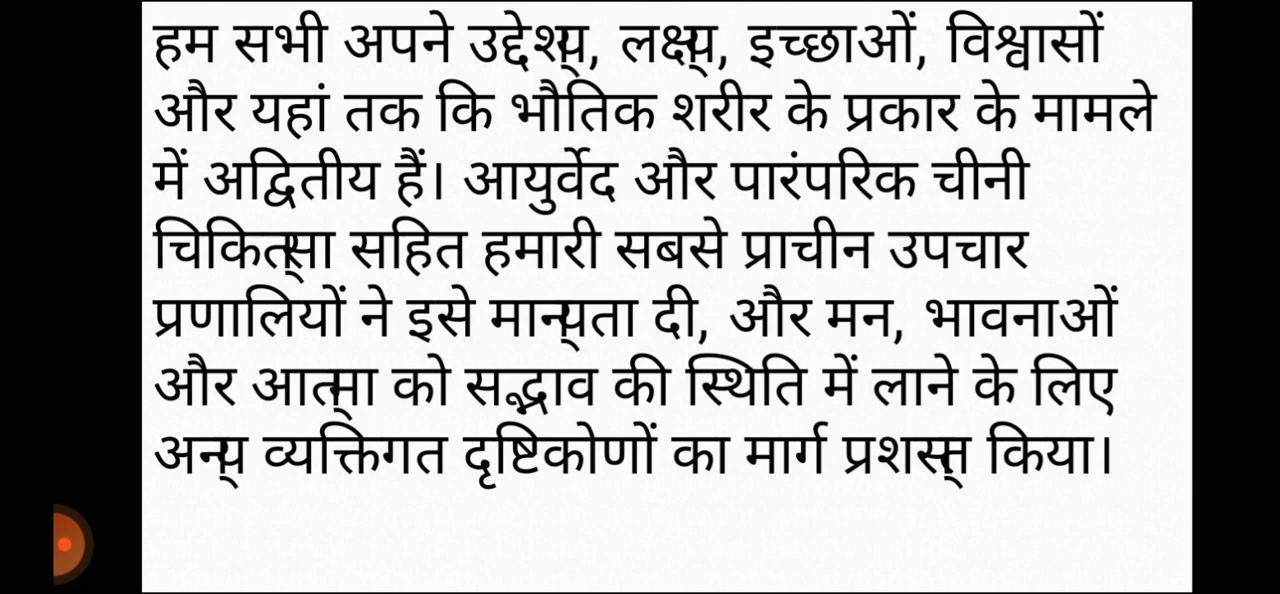 हम सभी अपने उद्देश्य, लक्ष्य, इच्छाओं, विश्वासों
और यहां तक कि भौतिक शरीर के प्रकार के मामले
में अद्वितीय हैं। आयुर्वेद और पारंपरिक चीनी
चिकित्सा सहित हमारी सबसे प्राचीन उपचार
प्रणालियों ने इसे मान्यता दी, और मन, भावनाओं
और आत्मा को सद्भाव की स्थिति में लाने के लिए
अन्य व्यक्तिगत दृष्टिकोणों का मार्ग प्रशस्त किया।